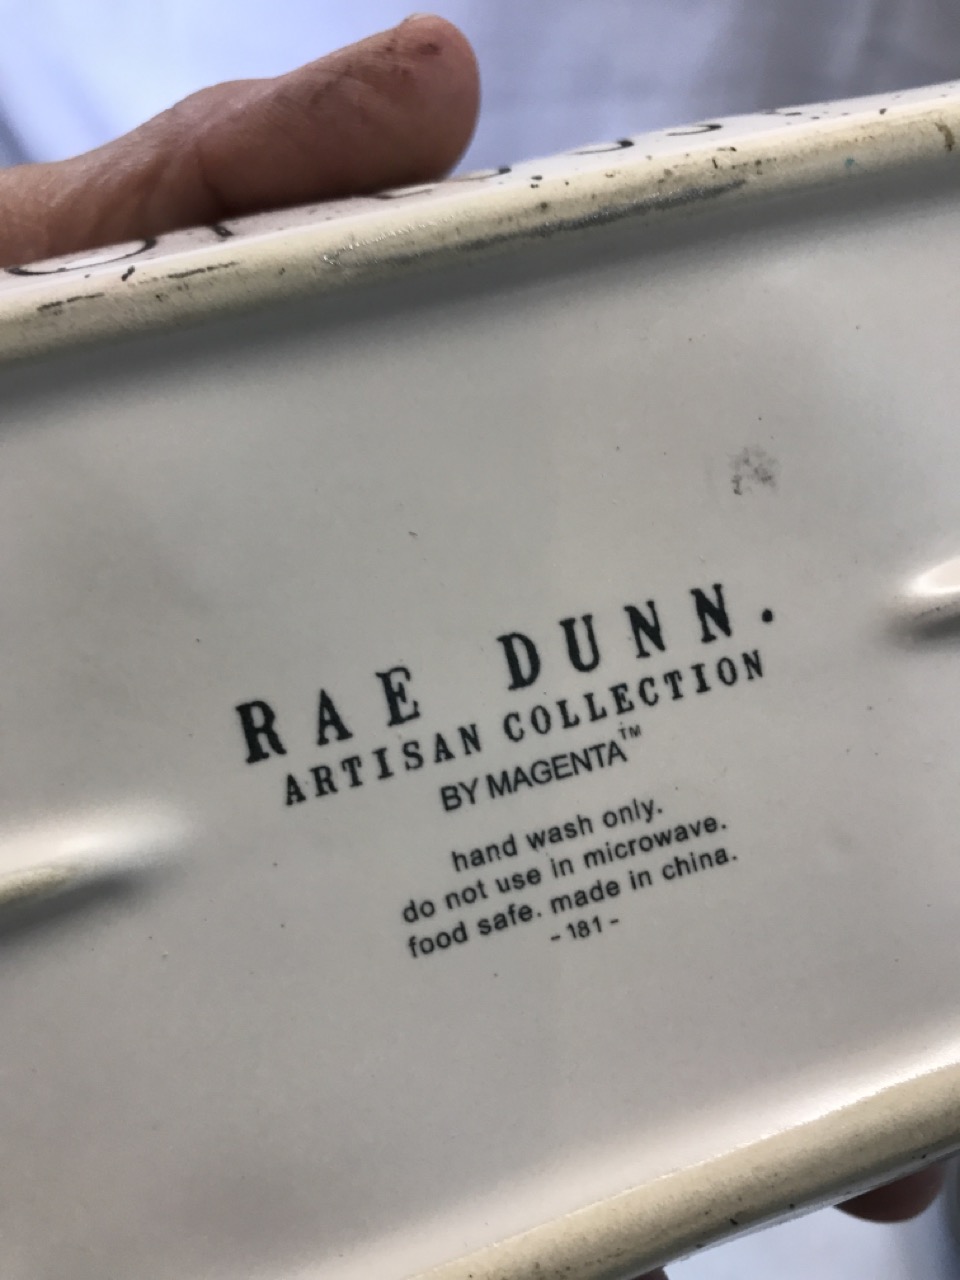 RAE DUNN.
ARTISAN COLLECTION
BY MAGENTA™
hand wash only.
do not use in microwave.
food safe. made in china.
- 181 -